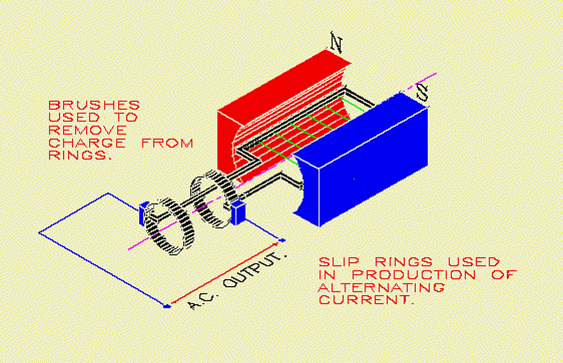 N
S
BRUSHES
USED TO
REMOVE
CHARGE FROM
RINGS.
A.C. OUTPUT.
SLIP RINGS USED
IN PRODUCTION OF
ALTERNATING
CURRENT.